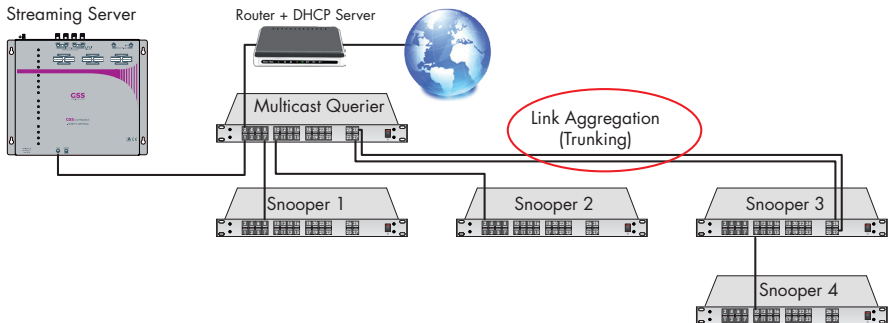 Streaming Server
Router + DHCP Server
GSS
Multicast Querier
Link Aggregation
(Trunking)
Snooper 1
Snooper 2
Snooper 3
Snooper 4